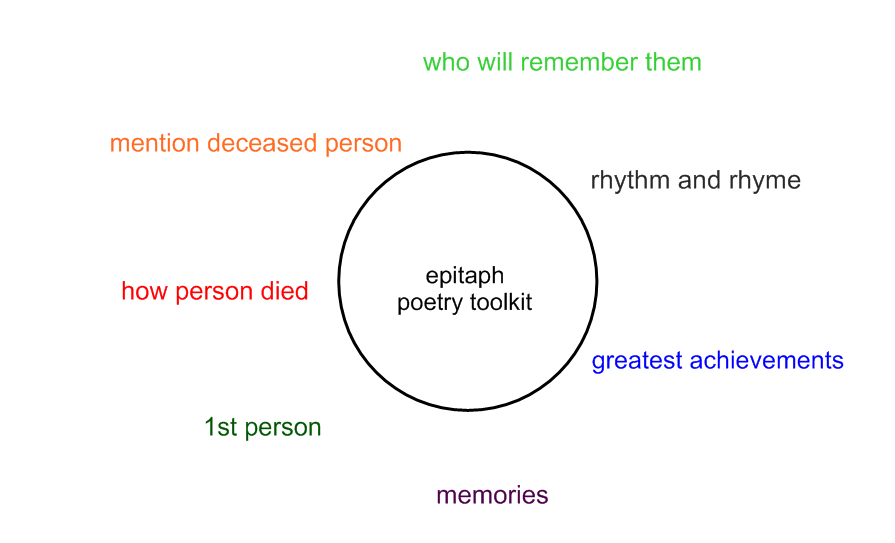 who will remember them
mention deceased person
rhythm and rhyme
epitaph
poetry toolkit
how person died
greatest achievements
1st person
memories